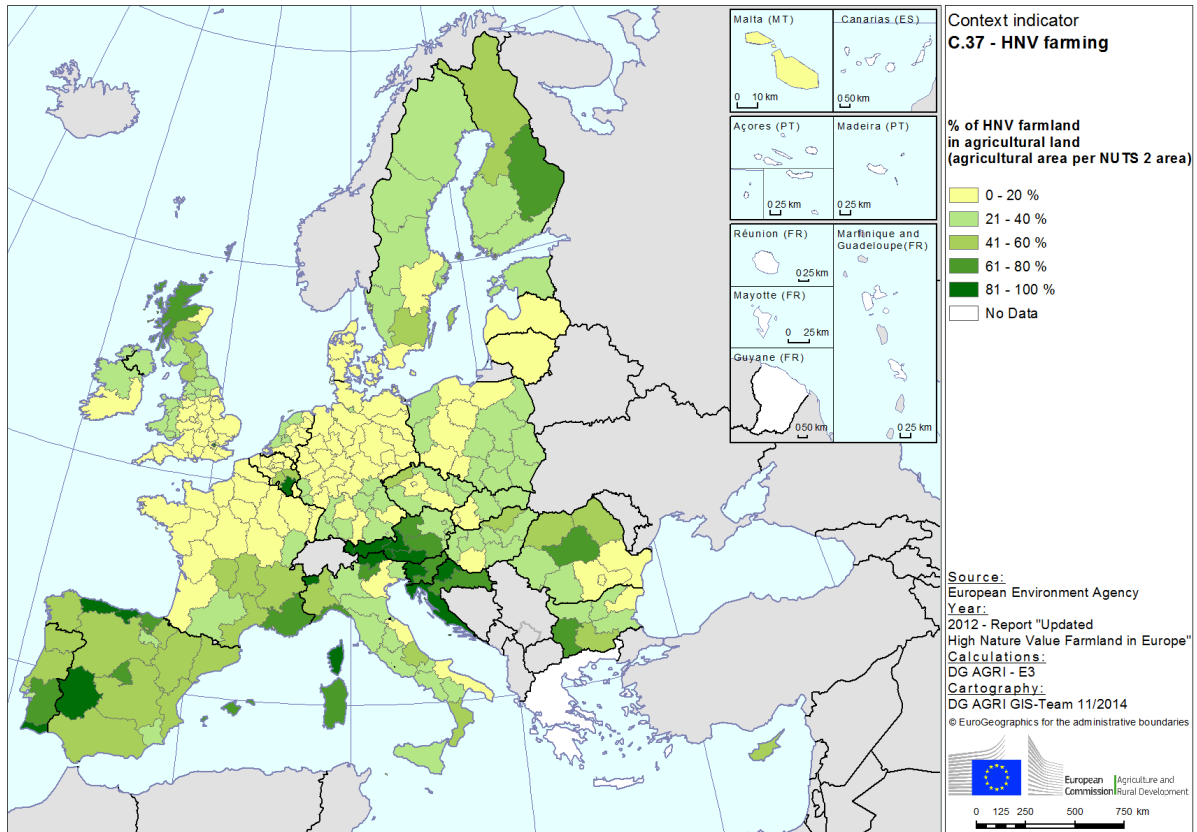 Malta (MT)
0 10 km
Canarias (ES)
0 50 km
Açores (PT)
0 25 km
Madeira (PT)
0 25 km
Réunion (FR)
0 25 km
Martinique and
Guadeloupe(FR)
0 25 km
Mayotte (FR)
0 25 km
Guyane (FR)
0 50 km
Context indicator
C.37 - HNV farming
% of HNV farmland
in agricultural land
(agricultural area per NUTS 2 area)
0 - 20 %
21 - 40 %
41 - 60 %
61 - 80 %
81 - 100 %
No Data
Source:
European Environment Agency
Year:
2012 - Report "Updated
High Nature Value Farmland in Europe"
Calculations:
DG AGRI - E3
Cartography:
DG AGRI GIS-Team 11/2014
© EuroGeographics for the administrative boundaries
European
Commission
Agriculture and
Rural Development
0 125 250 500 750 km